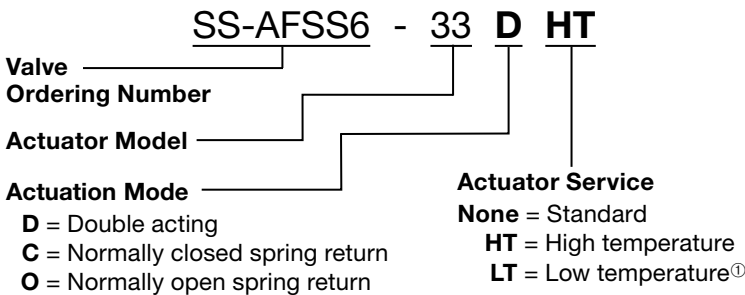 SS-AFSS6 - 33 D HT
Valve
Ordering Number
Actuator Model
Actuation Mode
D = Double acting
C = Normally closed spring return
O = Normally open spring return
Actuator Service
None = Standard
HT = High temperature
LT = Low temperature①